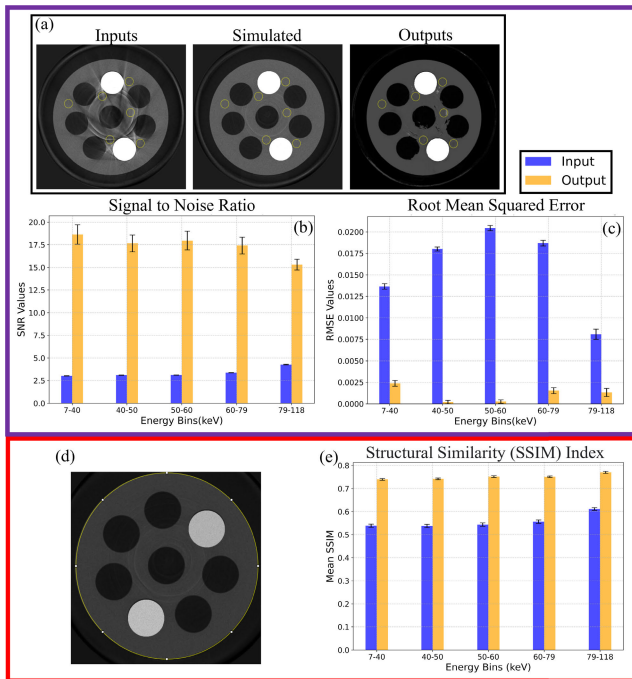 (a)
Inputs Simulated Outputs
Input
Output
Signal to Noise Ratio
(b)
SNR Values
20.0
17.5
15.0
12.5
10.0
7.5
5.0
2.5
0.0
7-40 40-50 50-60 60-79 79-118
Energy Bins(keV)
Root Mean Squared Error
(c)
RMSE Values
0.0200
0.0175
0.0150
0.0125
0.0100
0.0075
0.0050
0.0025
0.0000
7-40 40-50 50-60 60-79 79-118
Energy Bins(keV)
(d)
(e)
Structural Similarity (SSIM) Index
Mean SSIM
0.8
0.7
0.6
0.5
0.4
0.3
0.2
0.1
0.0
7-40 40-50 50-60 60-79 79-118
Energy Bins (keV)